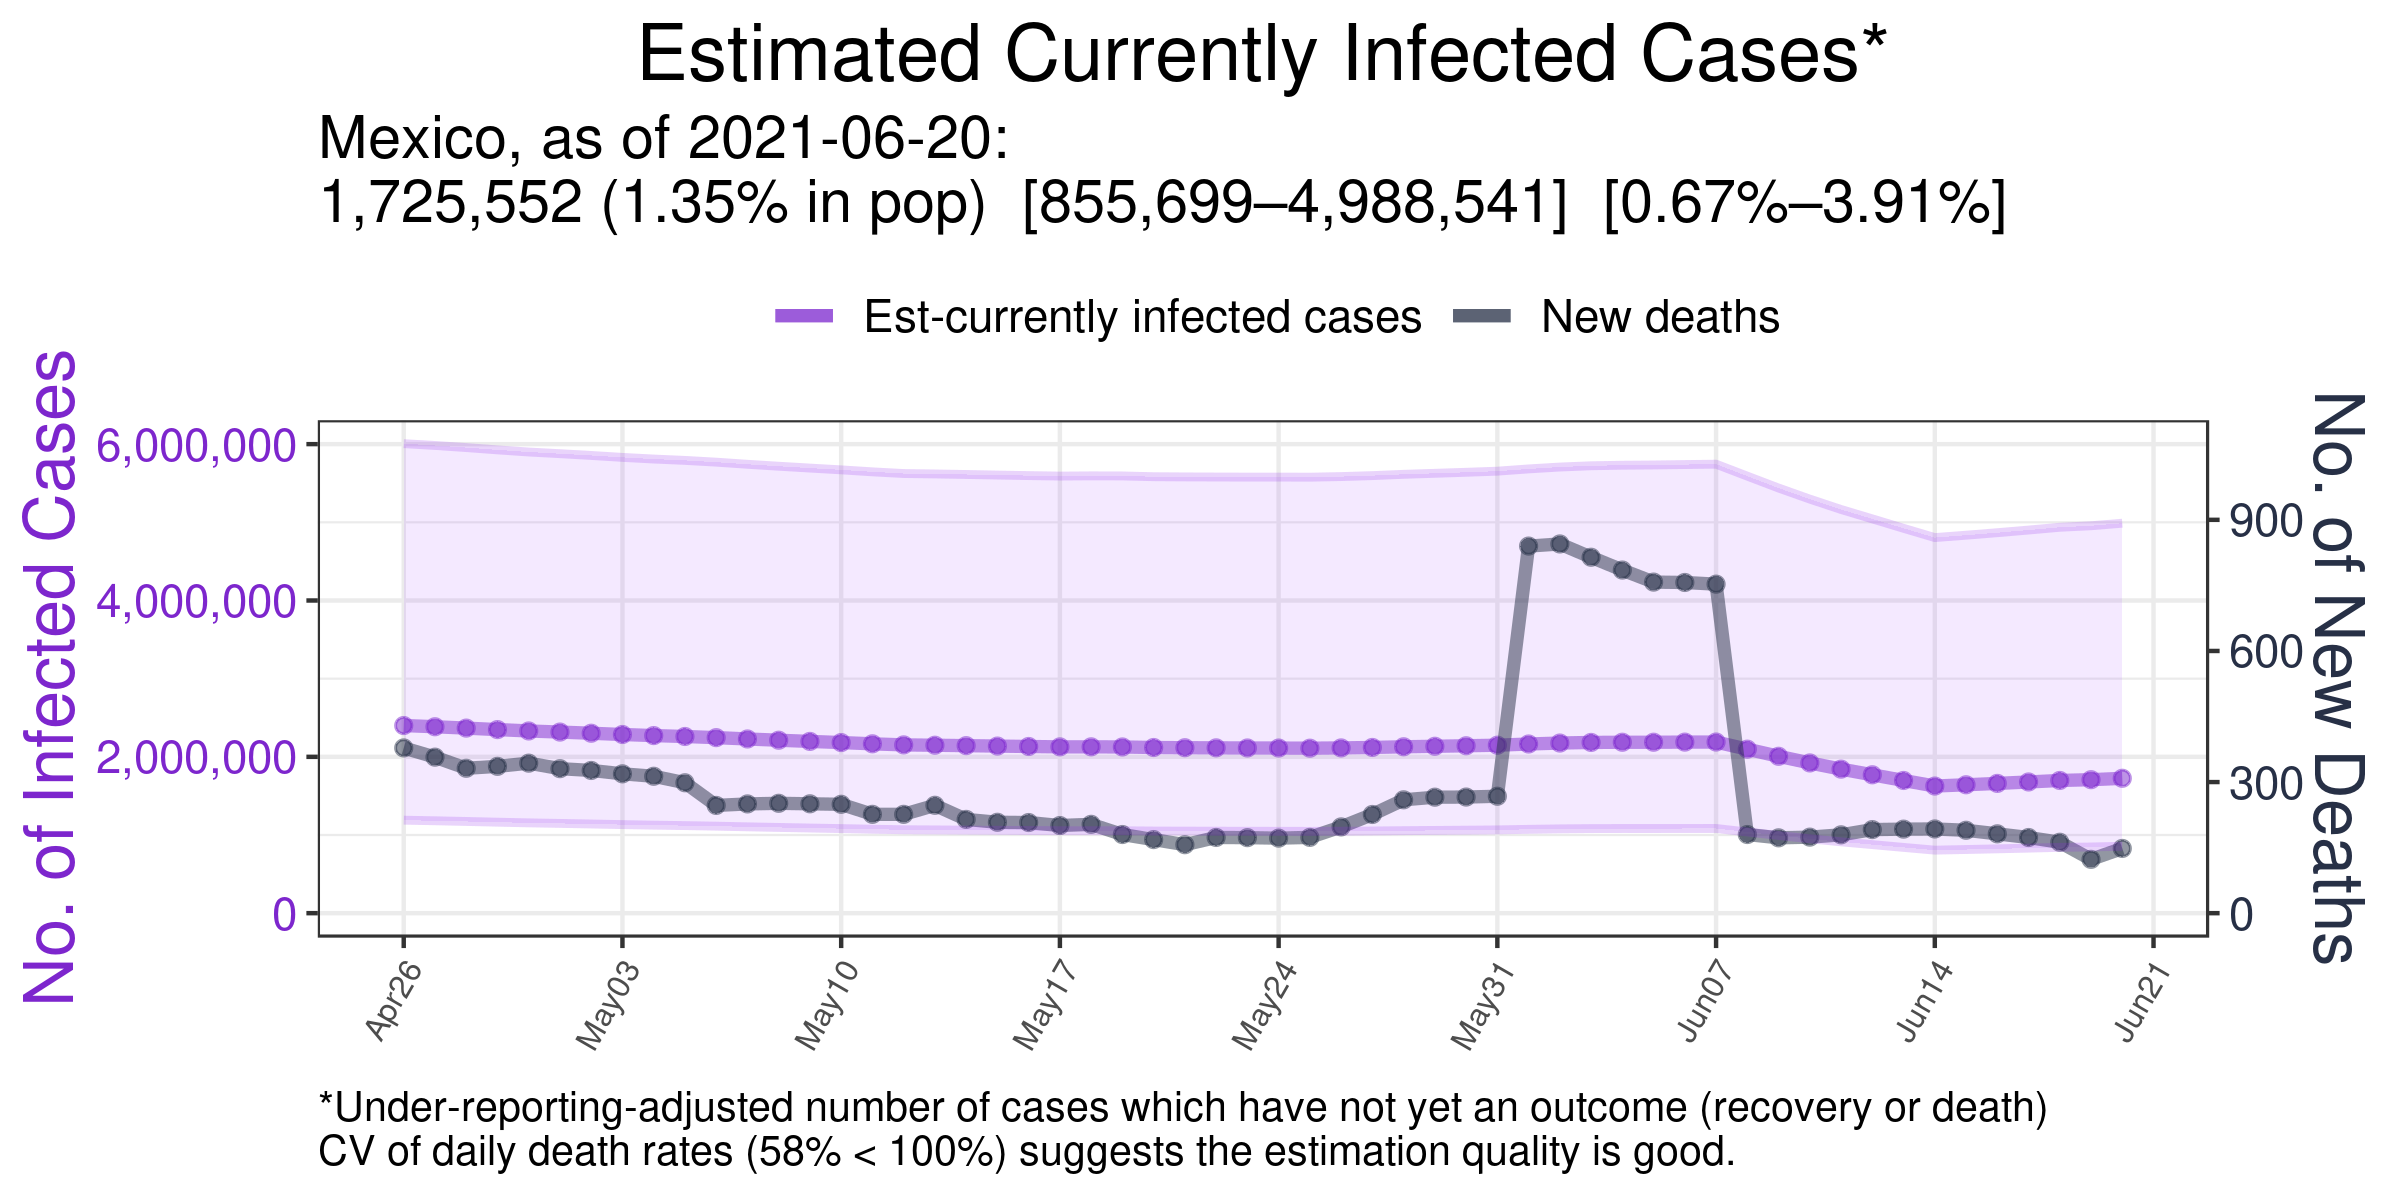 Estimated Currently Infected Cases*
Mexico, as of 2021-06-20:
1,725,552 (1.35% in pop)  [855,699–4,988,541]  [0.67%–3.91%]
Est-currently infected cases
New deaths
No. of Infected Cases
6,000,000
4,000,000
2,000,000
0
No. of New Deaths
900
600
300
0
Apr26
May03
May10
May17
May24
May31
Jun07
Jun14
Jun21
*Under-reporting-adjusted number of cases which have not yet an outcome (recovery or death)
CV of daily death rates (58% < 100%) suggests the estimation quality is good.